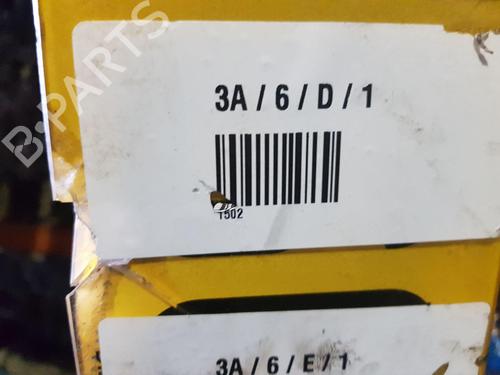 B-PARTS
3A / 6 / D / 1
1502
3A / 6 / E / 1